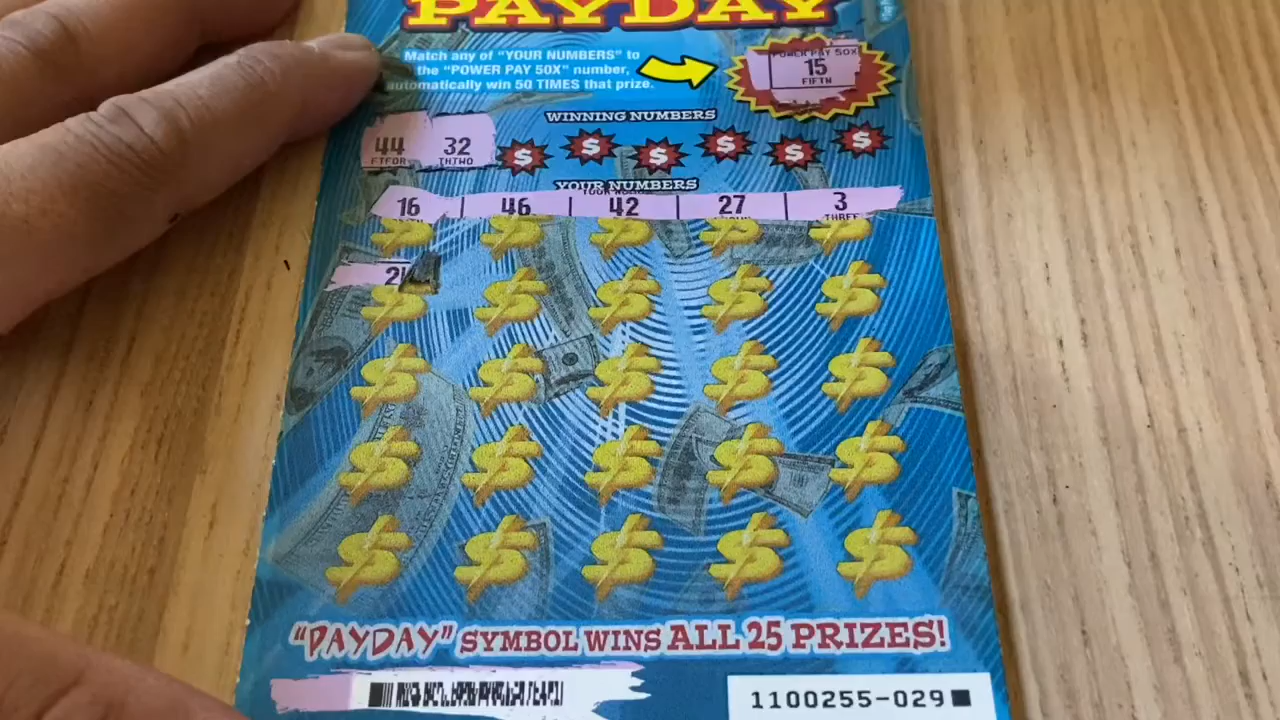 PAYDAY
Match any of "YOUR NUMBERS" to
the "POWER PAY 50X" number,
automatically win 50 TIMES that prize.
POWER PAY 50X
15
FIFTN
WINNING NUMBERS
44 32
FTFOR THTWO
YOUR NUMBERS
16 46 42 27 3
THREE
"PAYDAY" SYMBOL WINS ALL 25 PRIZES!
1100255-029